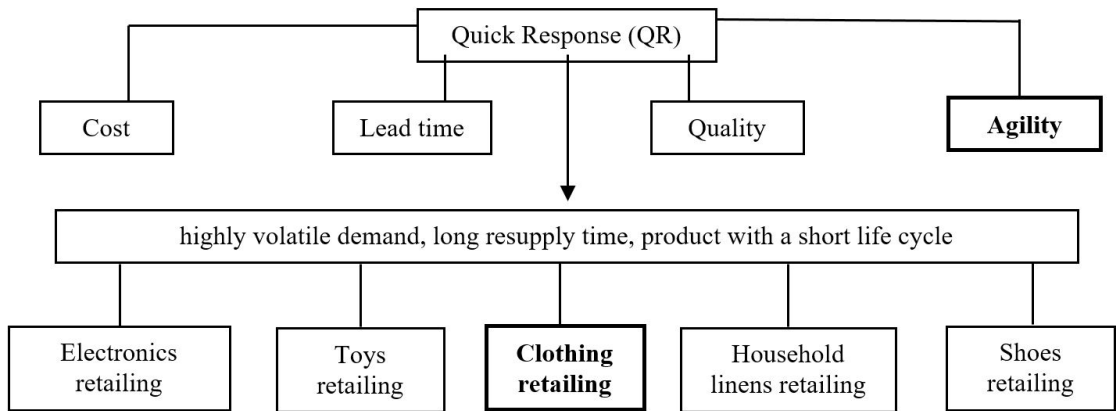 Quick Response (QR)
Cost
Lead time
Quality
Agility
highly volatile demand, long resupply time, product with a short life cycle
Electronics
retailing
Toys
retailing
Clothing
retailing
Household
linens retailing
Shoes
retailing